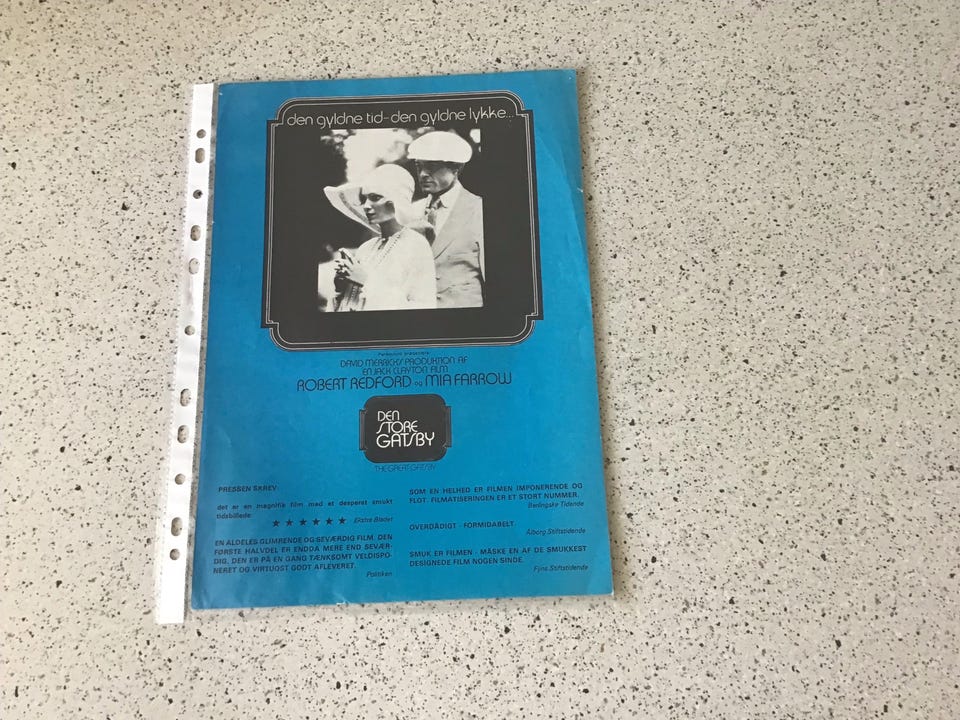 den gyldne tid-den gyldne lykke...
Paramount præsenterer
DAVID MERRICKS PRODUKTION AF
EN JACK CLAYTON FILM
ROBERT REDFORD og MIA FARROW
DEN
STORE
GATSBY
THE GREAT GATSBY
PRESSEN SKREV:
det er en magnifik film med et desperat smukt
tidsbillede
★ ★ ★ ★ ★ ★ Ekstra Bladet
EN ALDELES GLIMRENDE OG SEVÆRDIG FILM. DEN
FØRSTE HALVDEL ER ENDDA MERE END SEVÆR-
DIG, DEN ER PÅ EN GANG TÆNKSOMT VELDISPO-
NERET OG VIRTUOST GODT AFLEVERET.
Politiken
SOM EN HELHED ER FILMEN IMPONERENDE OG
FLOT. FILMATISERINGEN ER ET STORT NUMMER.
Berlingske Tidende
OVERDÅDIGT - FORMIDABELT
Ålborg Stiftstidende
SMUK ER FILMEN - MÅSKE EN AF DE SMUKKEST
DESIGNEDE FILM NOGEN SINDE.
Fyns Stiftstidende